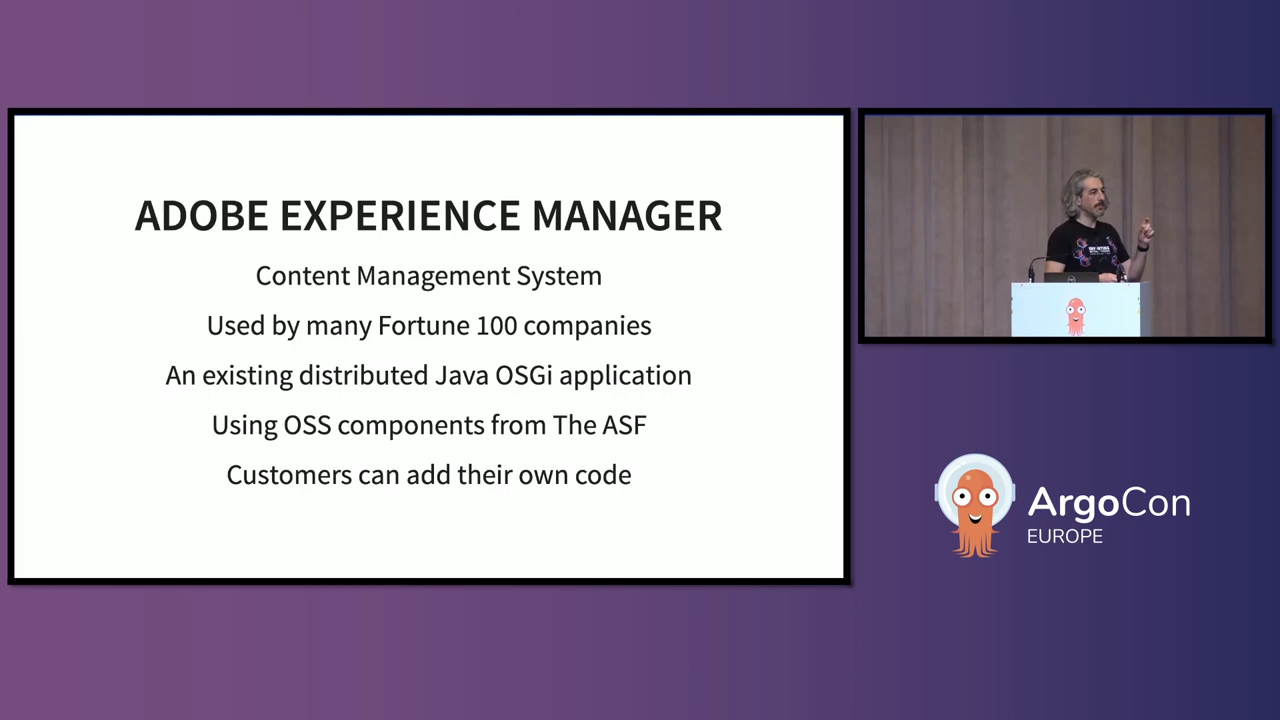 ADOBE EXPERIENCE MANAGER
Content Management System
Used by many Fortune 100 companies
An existing distributed Java OSGi application
Using OSS components from The ASF
Customers can add their own code
ArgoCon
EUROPE